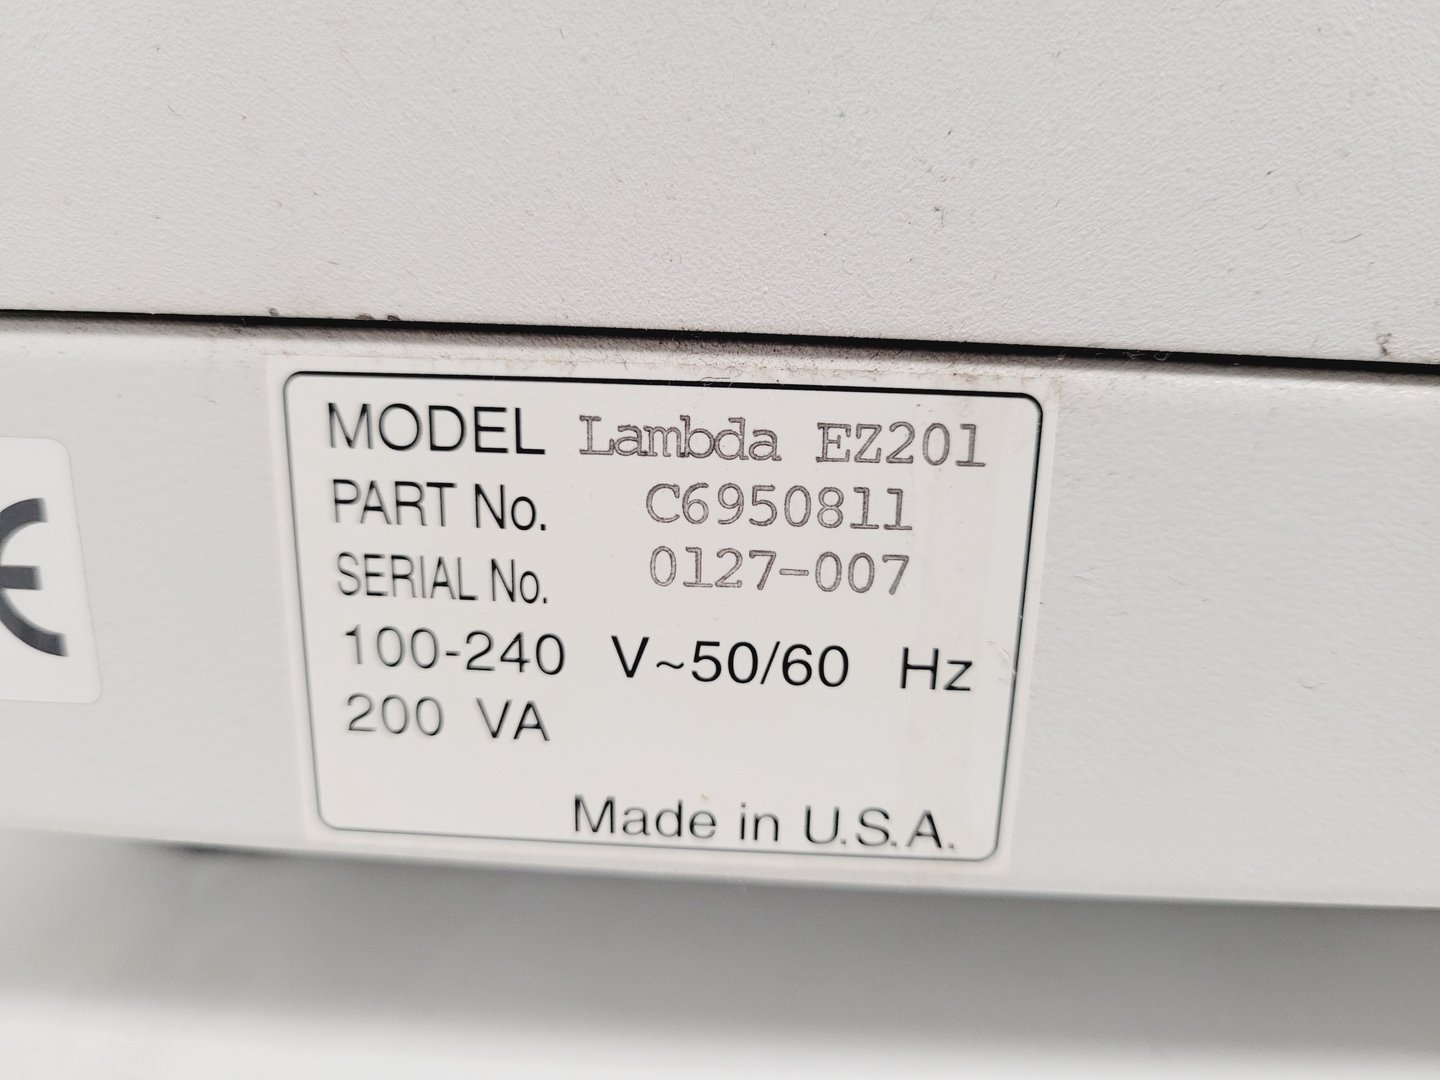 MODEL Lambda EZ201
PART No. C6950811
SERIAL No. 0127-007
100-240 V~50/60 Hz
200 VA
Made in U.S.A.
CE